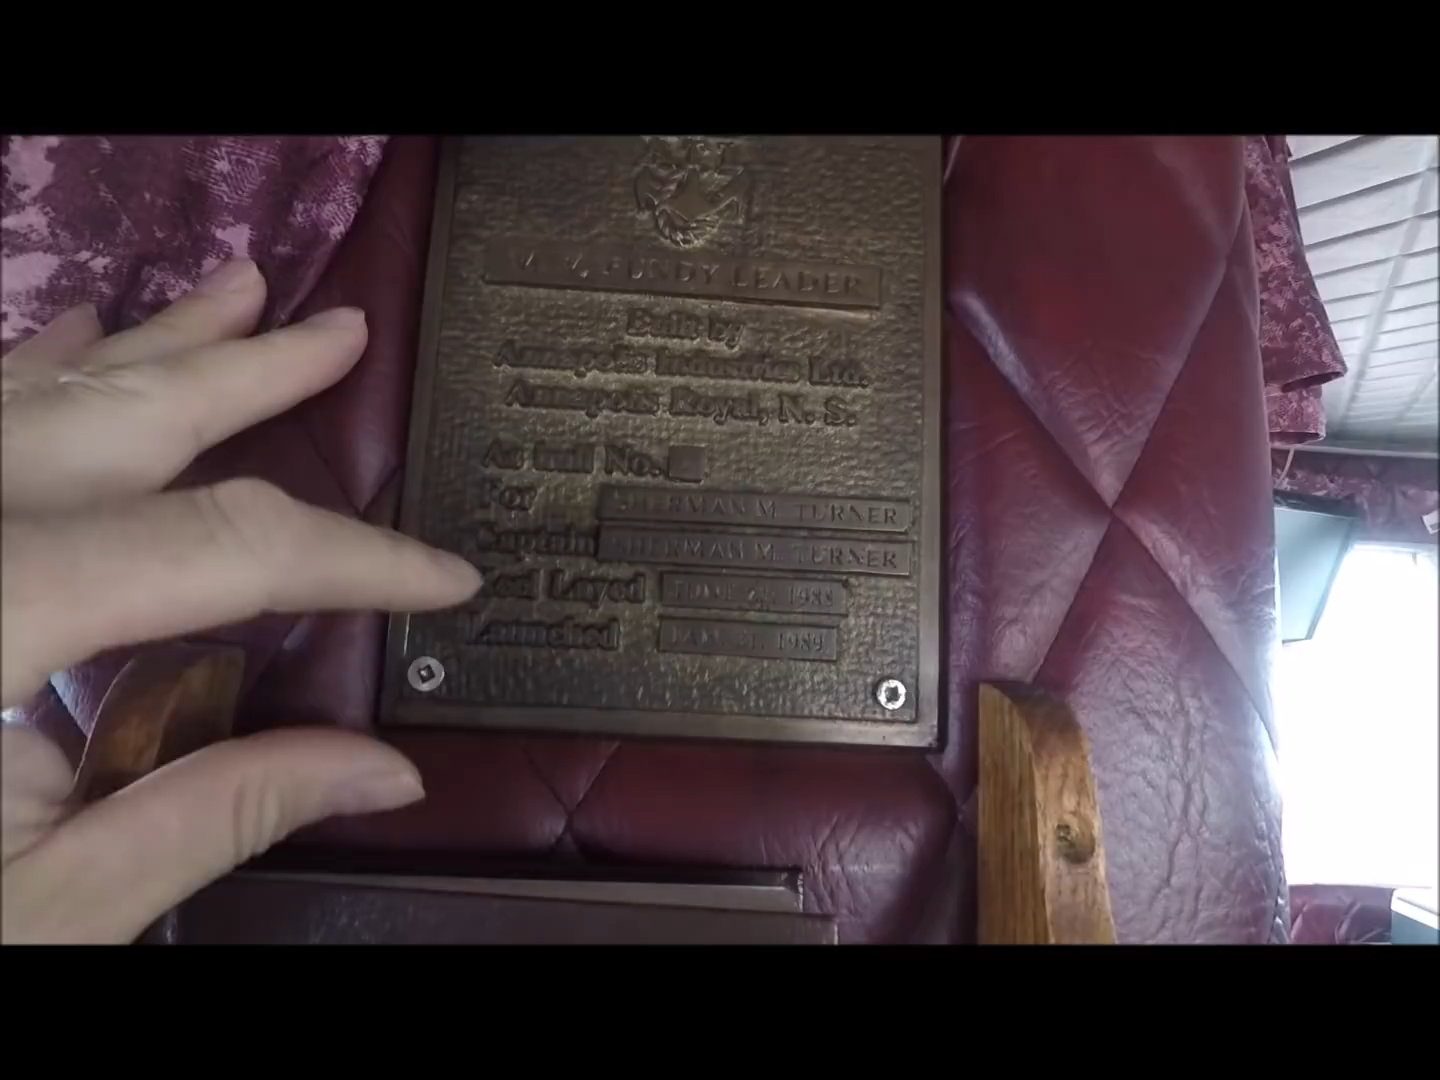 M. V. FUNDY LEADER
Built by
Annapolis Industries Ltd.
Annapolis Royal, N. S.
As hull No.
For SHERMAN M. TURNER
Captain SHERMAN M. TURNER
Keel Layed JUNE 1988
Launched 1989